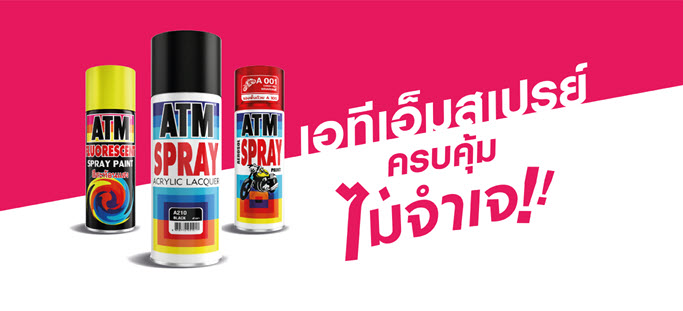 ATM
FLUORESCENT
SPRAY PAINT
ATM
SPRAY
ACRYLIC LACQUER
A210
BLACK
A 001
ATM
SPRAY
PAINT
เอทีเอ็มสเปรย์
ครบคุ้ม
ไม่จำเจ!!